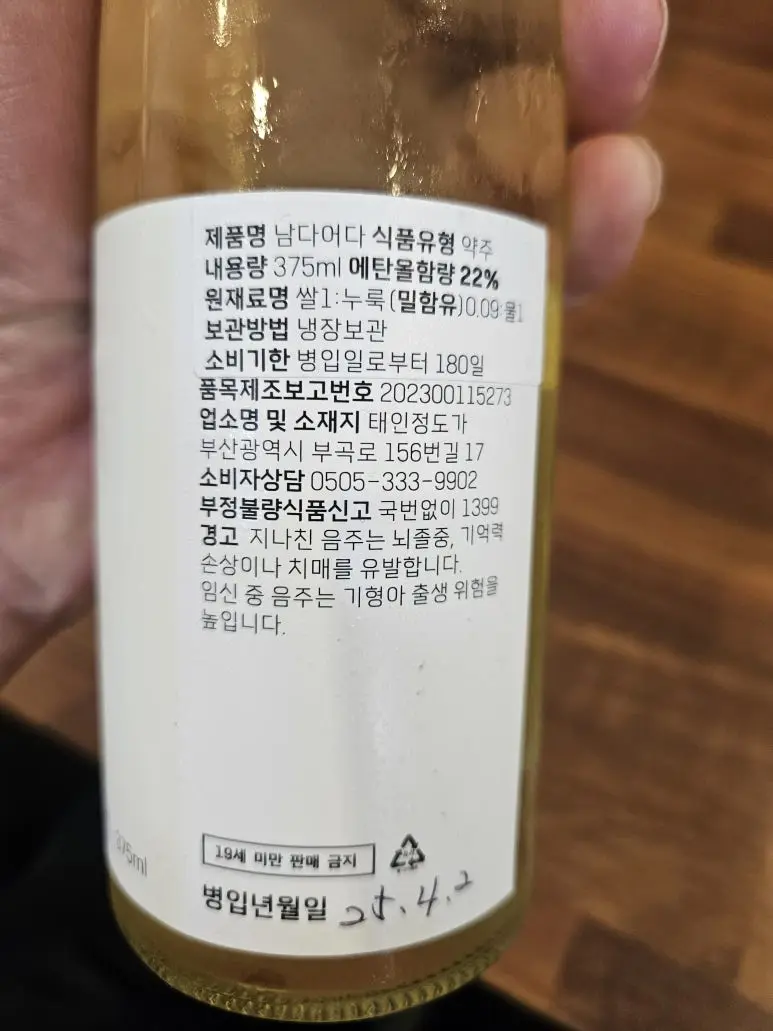 제품명 남다어다 식품유형 약주
내용량 375ml 에탄올함량 22%
원재료명 쌀1:누룩(밀함유)0.09:물1
보관방법 냉장보관
소비기한 병입일로부터 180일
품목제조보고번호 202300115273
업소명 및 소재지 태인정도가
부산광역시 부곡로 156번길 17
소비자상담 0505-333-9902
부정불량식품신고 국번없이 1399
경고 지나친 음주는 뇌졸중, 기억력
손상이나 치매를 유발합니다.
임신 중 음주는 기형아 출생 위험을
높입니다.
19세 미만 판매 금지
375ml
병입년월일 25.4.2